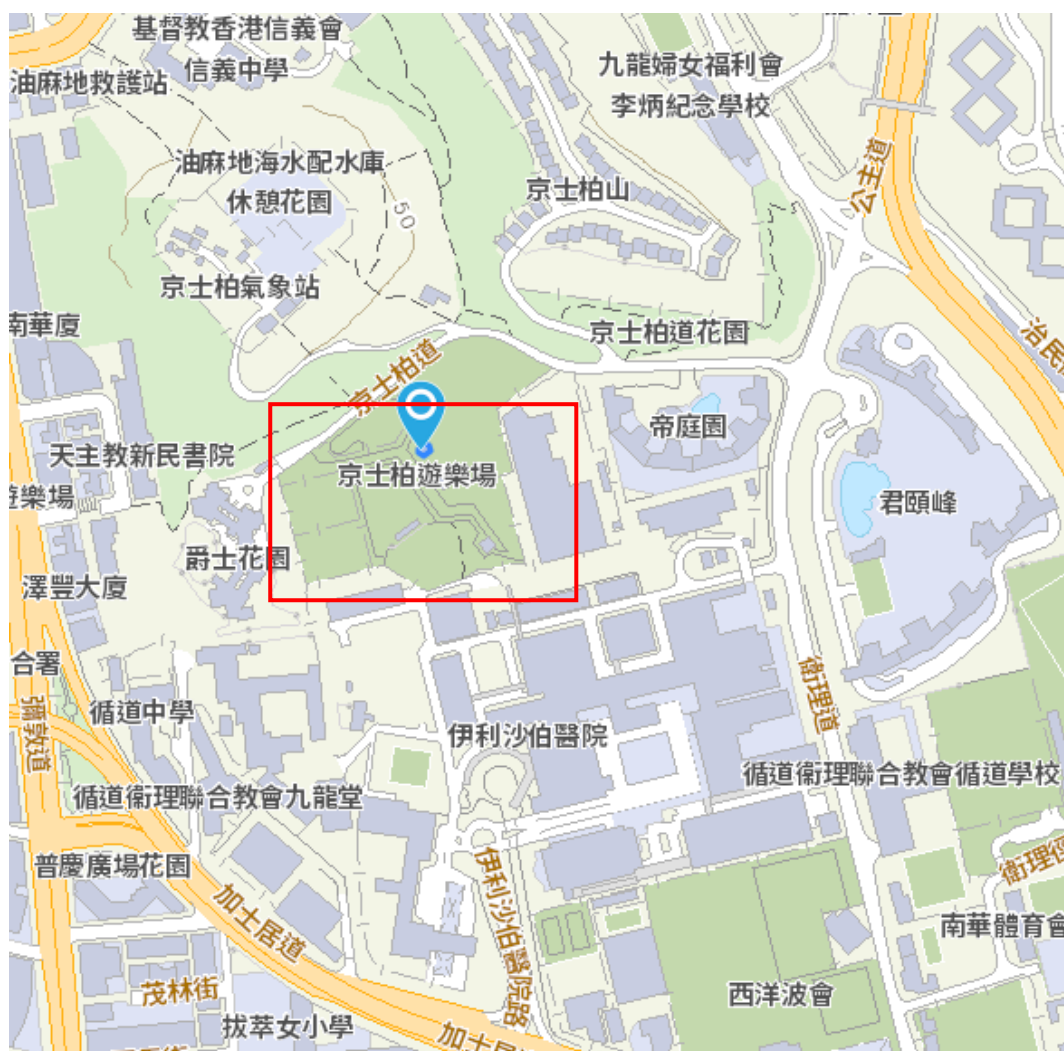 基督教香港信義會
信義中學
油麻地救護站
九龍婦女福利會
李炳紀念學校
公主道
油麻地海水配水庫
休憩花園
50
京士柏山
京士柏氣象站
南華廈
京士柏道花園
京士柏道
治民
天主教新民書院
帝庭園
京士柏遊樂場
遊樂場
君頤峰
爵士花園
澤豐大廈
合署
衛理道
循道中學
彌敦道
伊利沙伯醫院
循道衞理聯合教會循道學校
循道衞理聯合教會九龍堂
普慶廣場花園
伊利沙伯醫院路
衛理徑
加士居道
南華體育會
茂林街
西洋波會
拔萃女小學
加士居道